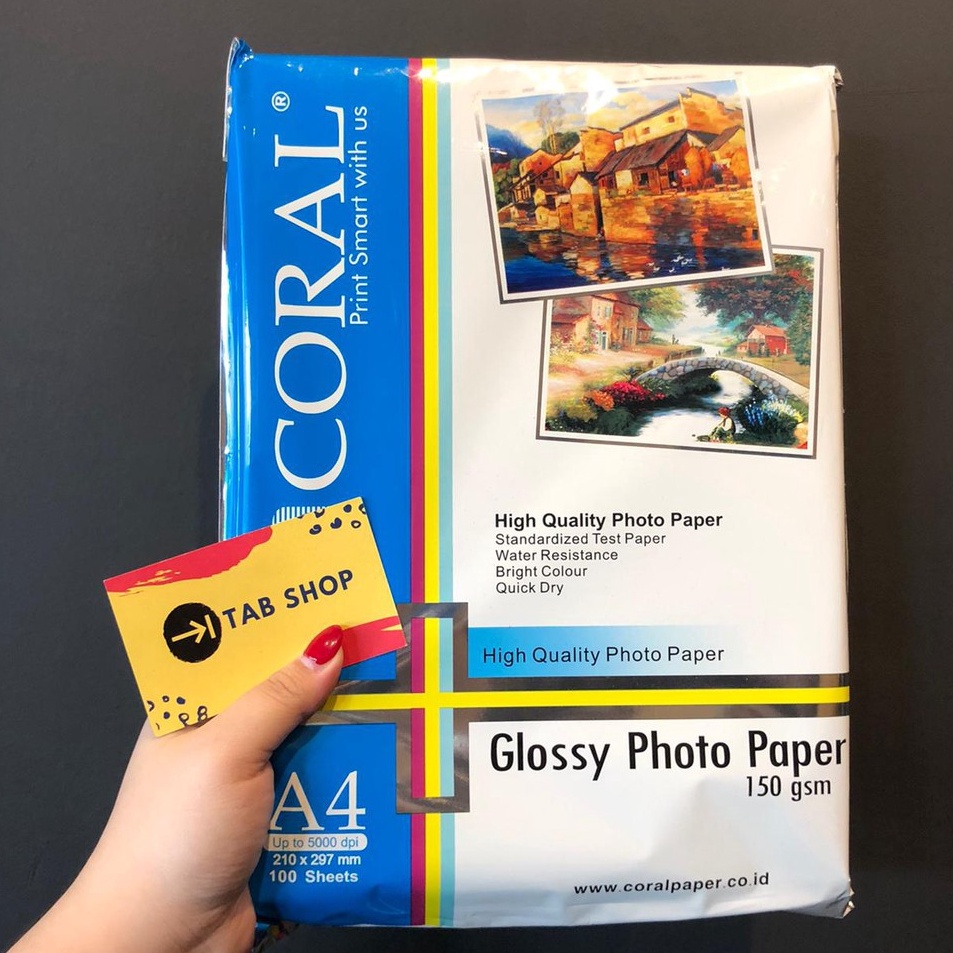 CORAL®
Print Smart with us
High Quality Photo Paper
Standardized Test Paper
Water Resistance
Bright Colour
Quick Dry
TAB SHOP
High Quality Photo Paper
Glossy Photo Paper
150 gsm
A4
Up to 5000 dpi
210 x 297 mm
100 Sheets
www.coralpaper.co.id